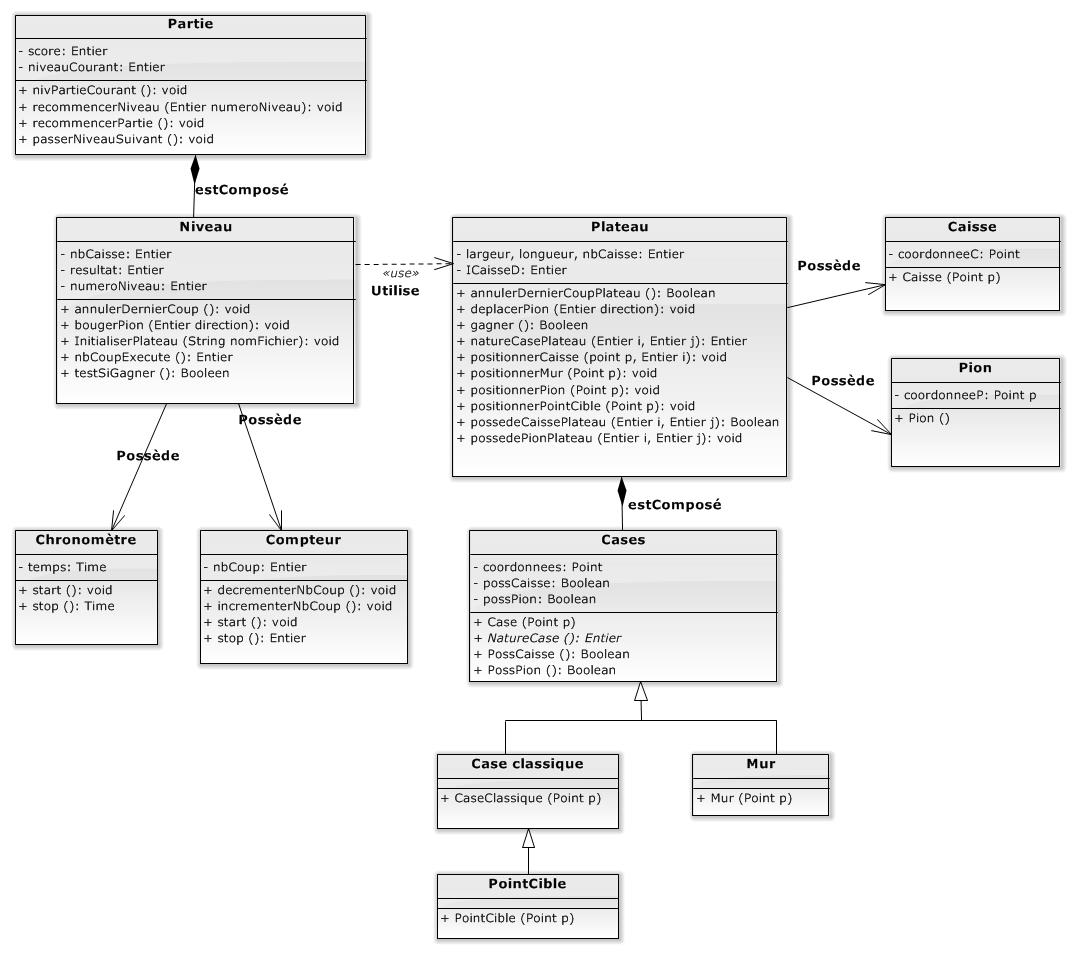 Partie
- score: Entier
- niveauCourant: Entier
+ nivPartieCourant (): void
+ recommencerNiveau (Entier numeroNiveau): void
+ recommencerPartie (): void
+ passerNiveauSuivant (): void
estComposé
Niveau
- nbCaisse: Entier
- resultat: Entier
- numeroNiveau: Entier
+ annulerDernierCoup (): void
+ bougerPion (Entier direction): void
+ InitialiserPlateau (String nomFichier): void
+ nbCoupExecute (): Entier
+ testSiGagner (): Booleen
«use»
Utilise
Plateau
- largeur, longueur, nbCaisse: Entier
- ICaisseD: Entier
+ annulerDernierCoupPlateau (): Boolean
+ deplacerPion (Entier direction): void
+ gagner (): Booleen
+ natureCasePlateau (Entier i, Entier j): Entier
+ positionnerCaisse (point p, Entier i): void
+ positionnerMur (Point p): void
+ positionnerPion (Point p): void
+ positionnerPointCible (Point p): void
+ possedeCaissePlateau (Entier i, Entier j): Boolean
+ possedePionPlateau (Entier i, Entier j): void
Possède
Caisse
- coordonneeC: Point
+ Caisse (Point p)
Possède
Pion
- coordonneeP: Point p
+ Pion ()
Possède
Possède
Chronomètre
- temps: Time
+ start (): void
+ stop (): Time
Compteur
- nbCoup: Entier
+ decrementerNbCoup (): void
+ incrementerNbCoup (): void
+ start (): void
+ stop (): Entier
estComposé
Cases
- coordonnees: Point
- possCaisse: Boolean
- possPion: Boolean
+ Case (Point p)
+ NatureCase (): Entier
+ PossCaisse (): Boolean
+ PossPion (): Boolean
Case classique
+ CaseClassique (Point p)
Mur
+ Mur (Point p)
PointCible
+ PointCible (Point p)